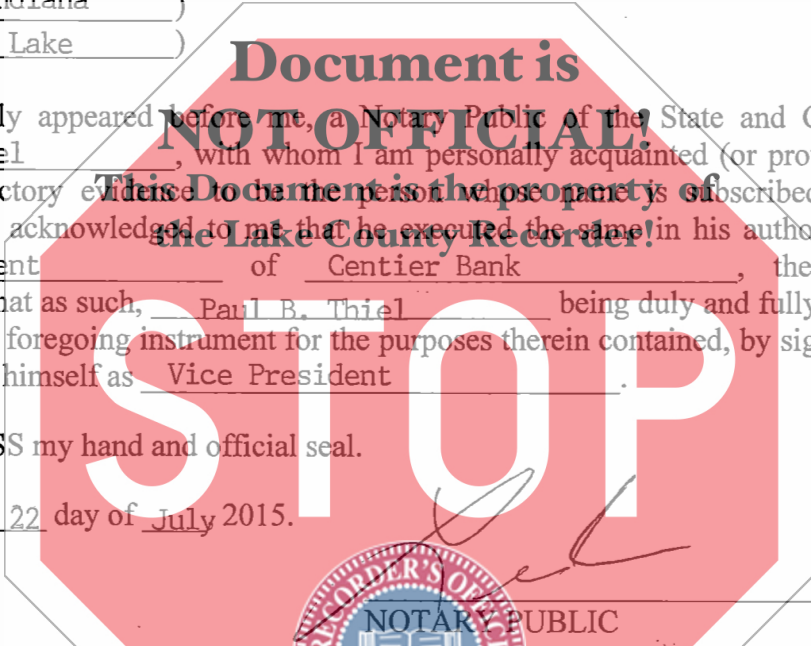 Indiana )
Lake )
Document is
ly appeared before me, a Notary Public of the State and C
NOT OFFICIAL!
el , with whom I am personally acquainted (or pro
ctory evidence to be the person whose name is subscribed
This Document is the property of
acknowledged to me that he executed the same in his autho
the Lake County Recorder!
ent of Centier Bank , the
hat as such, Paul B. Thiel being duly and fully
foregoing instrument for the purposes therein contained, by sig
himself as Vice President .
STOP
SS my hand and official seal.
22 day of July 2015.
RECORDER'S OFFICE
NOTARY PUBLIC